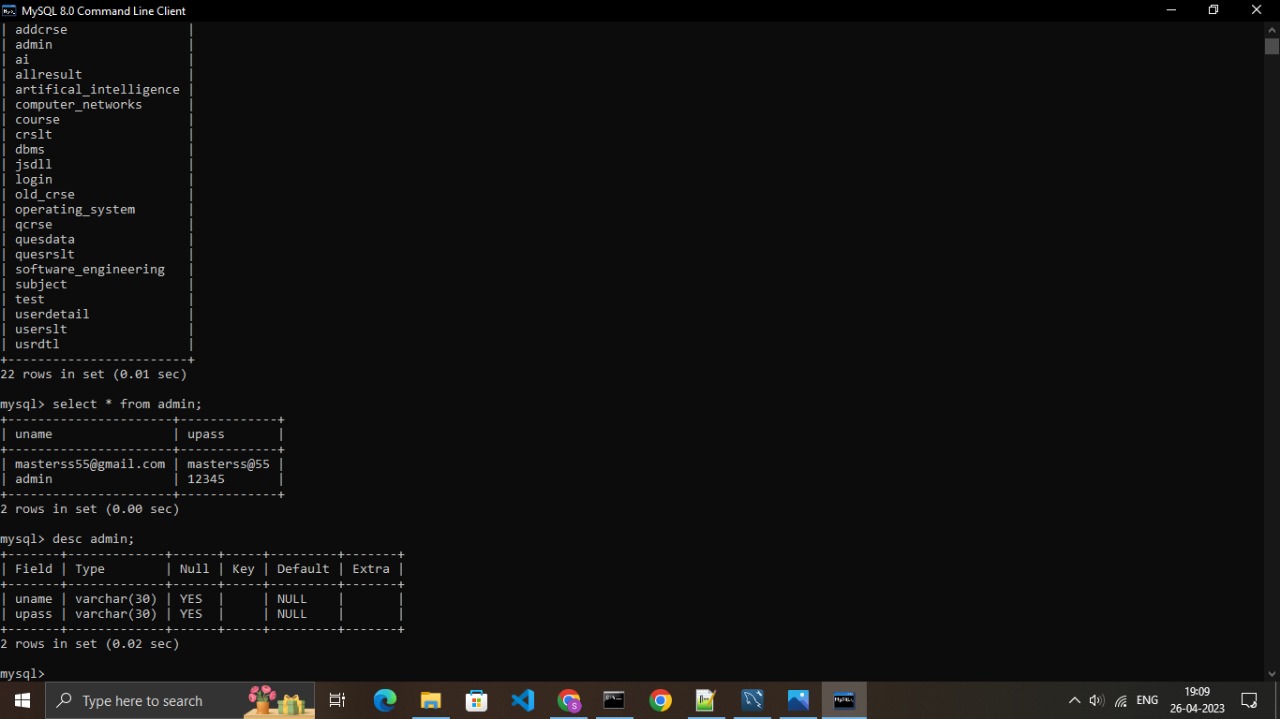 MySQL 8.0 Command Line Client
| addcrse                |
| admin                  |
| ai                     |
| allresult              |
| artifical_intelligence |
| computer_networks      |
| course                 |
| crslt                  |
| dbms                   |
| jsdll                  |
| login                  |
| old_crse               |
| operating_system       |
| qcrse                  |
| quesdata               |
| quesrslt               |
| software_engineering   |
| subject                |
| test                   |
| userdetail             |
| userslt                |
| usrdtl                 |
+------------------------+
22 rows in set (0.01 sec)
mysql> select * from admin;
+----------------------+-------------+
| uname                | upass       |
+----------------------+-------------+
| masterss55@gmail.com | masterss@55 |
| admin                | 12345       |
+----------------------+-------------+
2 rows in set (0.00 sec)
mysql> desc admin;
+-------+-------------+------+-----+---------+-------+
| Field | Type        | Null | Key | Default | Extra |
+-------+-------------+------+-----+---------+-------+
| uname | varchar(30) | YES  |     | NULL    |       |
| upass | varchar(30) | YES  |     | NULL    |       |
+-------+-------------+------+-----+---------+-------+
2 rows in set (0.02 sec)
mysql>
Type here to search
ENG
19:09
26-04-2023